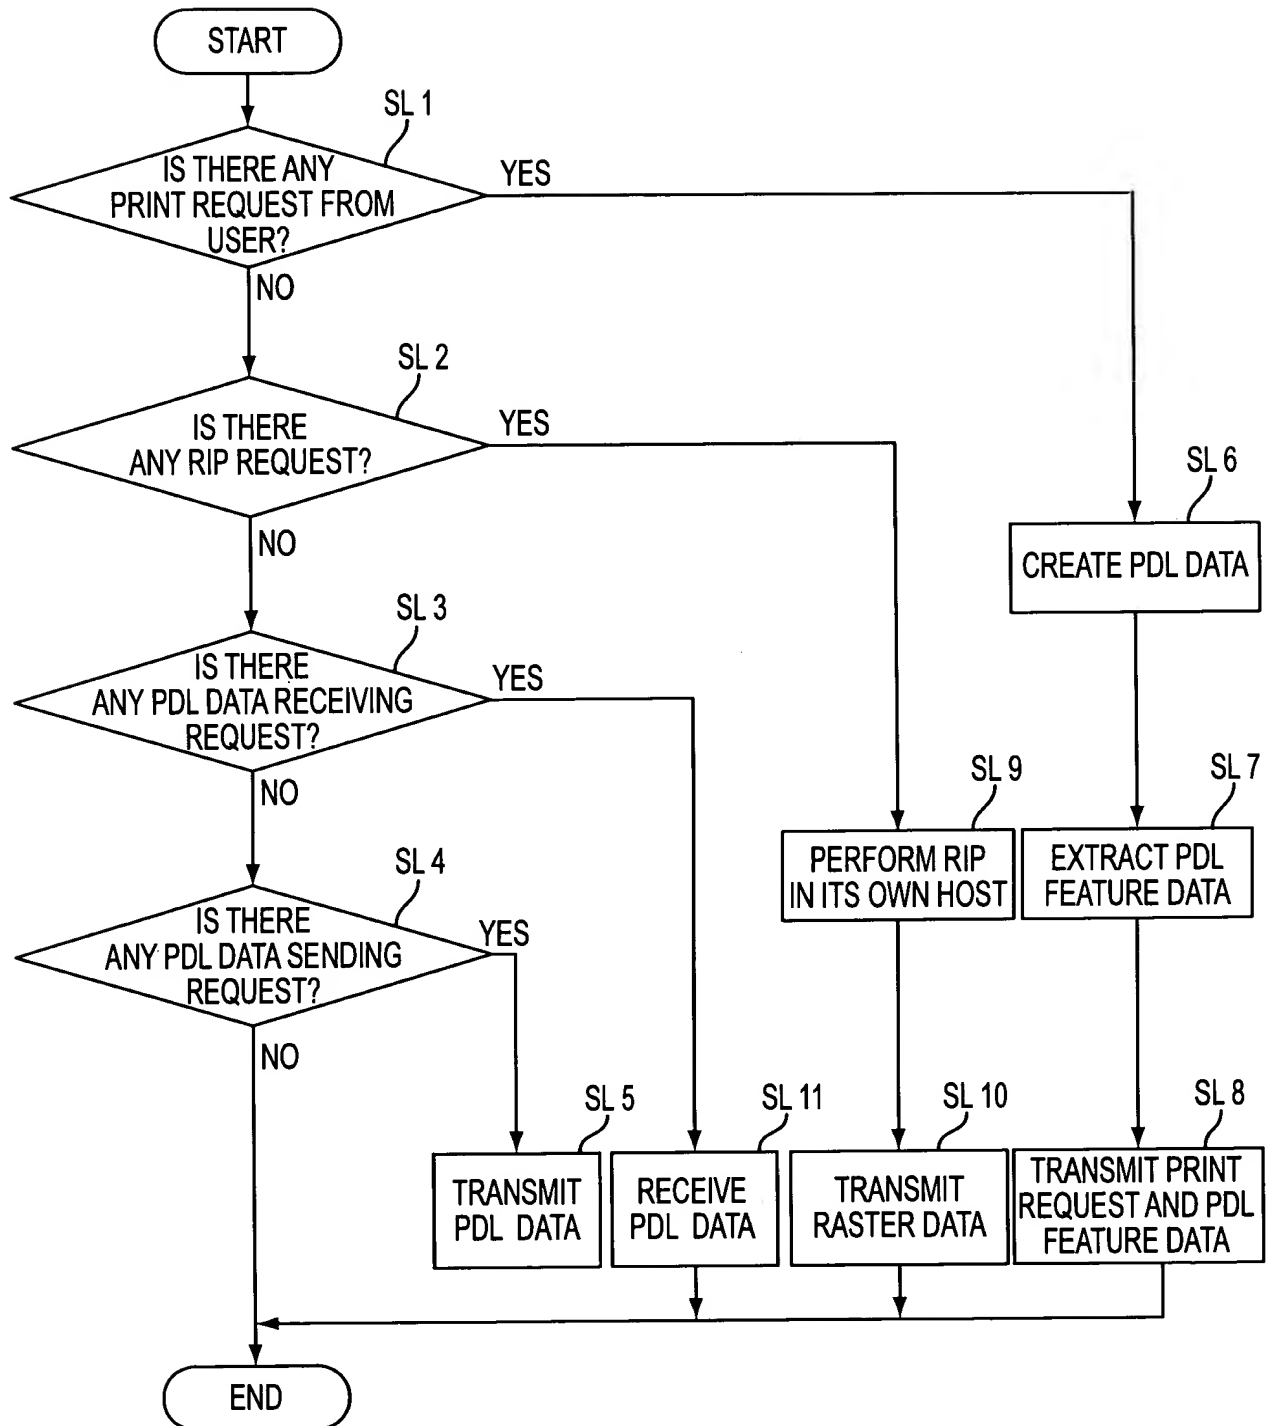 START
SL 1
IS THERE ANY
PRINT REQUEST FROM
USER?
YES
NO
SL 2
IS THERE
ANY RIP REQUEST?
YES
NO
SL 6
CREATE PDL DATA
SL 3
IS THERE
ANY PDL DATA RECEIVING
REQUEST?
YES
NO
SL 9
PERFORM RIP
IN ITS OWN HOST
SL 7
EXTRACT PDL
FEATURE DATA
SL 4
IS THERE
ANY PDL DATA SENDING
REQUEST?
YES
NO
SL 5
TRANSMIT
PDL DATA
SL 11
RECEIVE
PDL DATA
SL 10
TRANSMIT
RASTER DATA
SL 8
TRANSMIT PRINT
REQUEST AND PDL
FEATURE DATA
END